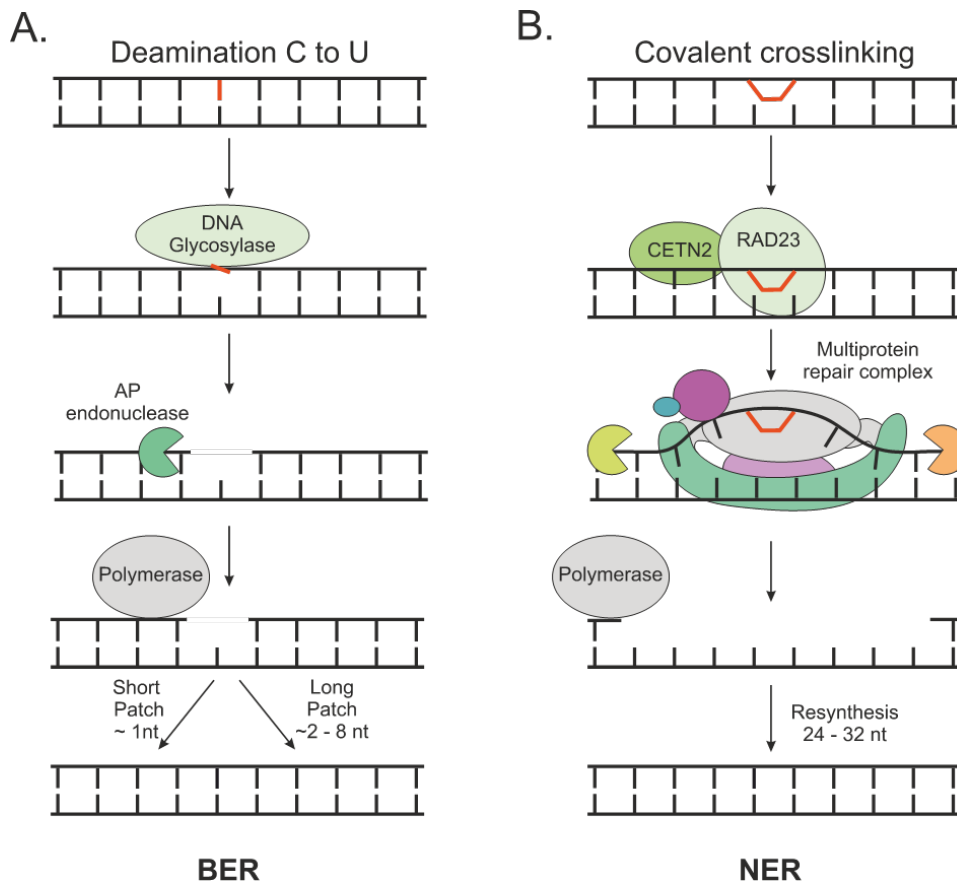 A.
Deamination C to U
DNA
Glycosylase
AP
endonuclease
Polymerase
Short
Patch
~ 1nt
Long
Patch
~2 - 8 nt
BER
B.
Covalent crosslinking
CETN2
RAD23
Multiprotein
repair complex
Polymerase
Resynthesis
24 - 32 nt
NER